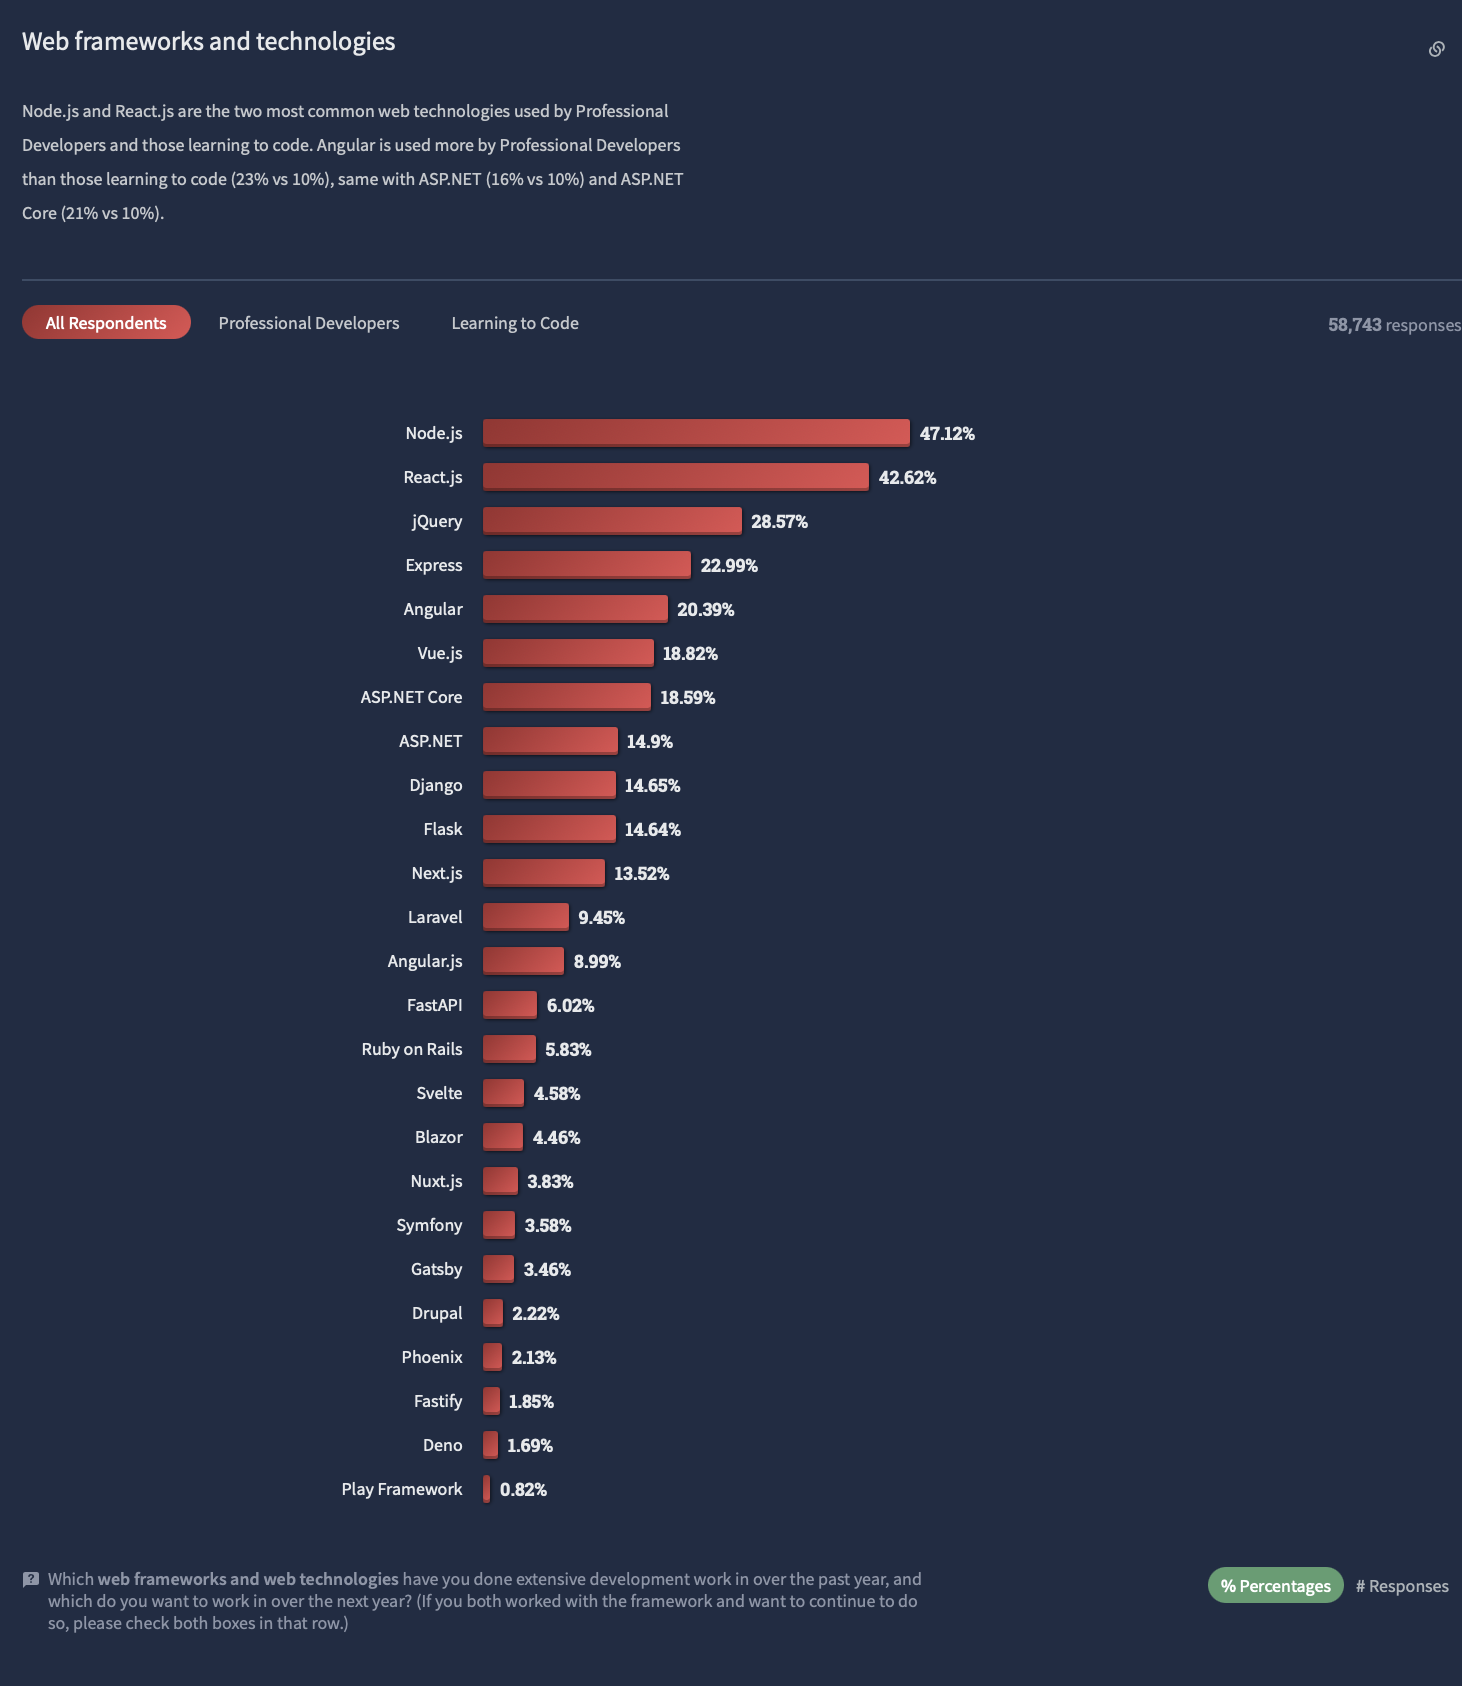 Web frameworks and technologies
Node.js and React.js are the two most common web technologies used by Professional
Developers and those learning to code. Angular is used more by Professional Developers
than those learning to code (23% vs 10%), same with ASP.NET (16% vs 10%) and ASP.NET
Core (21% vs 10%).
All Respondents Professional Developers Learning to Code 58,743 responses
Node.js 47.12%
React.js 42.62%
jQuery 28.57%
Express 22.99%
Angular 20.39%
Vue.js 18.82%
ASP.NET Core 18.59%
ASP.NET 14.9%
Django 14.65%
Flask 14.64%
Next.js 13.52%
Laravel 9.45%
Angular.js 8.99%
FastAPI 6.02%
Ruby on Rails 5.83%
Svelte 4.58%
Blazor 4.46%
Nuxt.js 3.83%
Symfony 3.58%
Gatsby 3.46%
Drupal 2.22%
Phoenix 2.13%
Fastify 1.85%
Deno 1.69%
Play Framework 0.82%
Which web frameworks and web technologies have you done extensive development work in over the past year, and
which do you want to work in over the next year? (If you both worked with the framework and want to continue to do
so, please check both boxes in that row.)
% Percentages # Responses